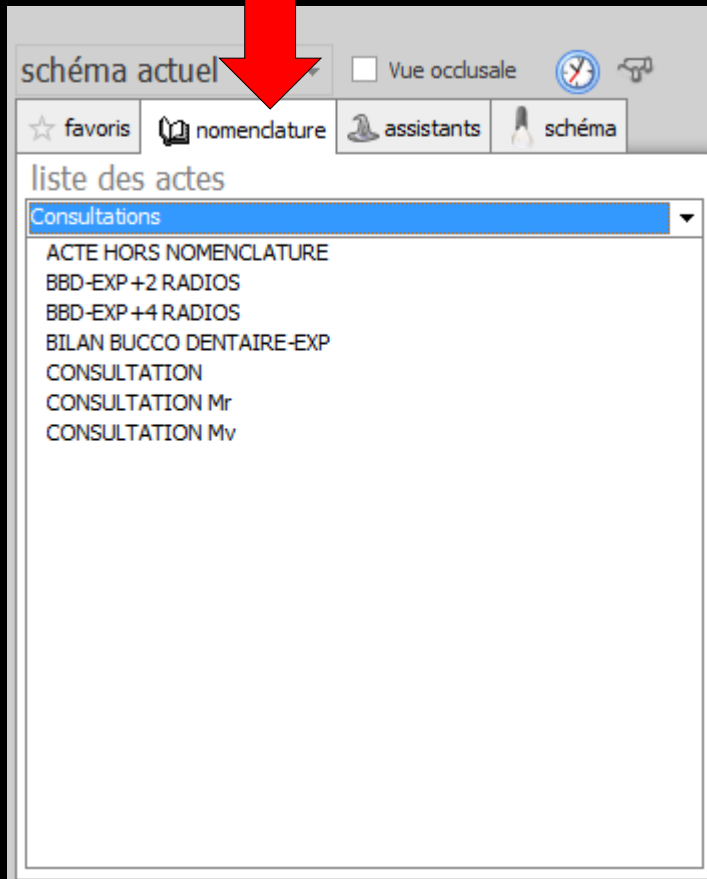 schéma actuel
Vue occlusale
favoris
nomenclature
assistants
schéma
liste des actes
Consultations
ACTE HORS NOMENCLATURE
BBD-EXP+2 RADIOS
BBD-EXP+4 RADIOS
BILAN BUCCO DENTAIRE-EXP
CONSULTATION
CONSULTATION Mr
CONSULTATION Mv